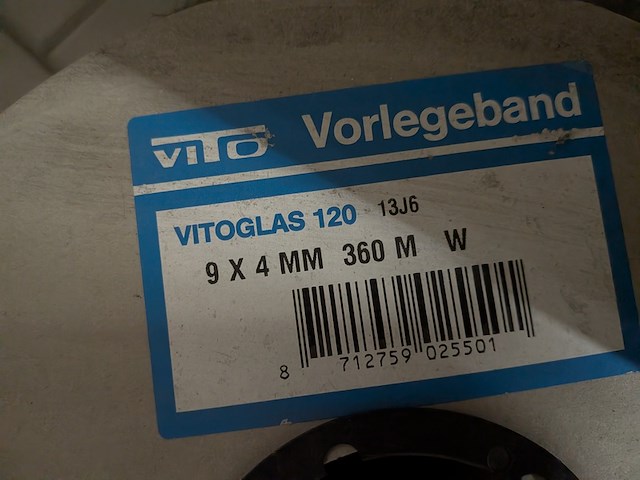 VITO Vorlegeband
VITOGLAS 120 13J6
9 X 4 MM 360 M W
8 712759 025501